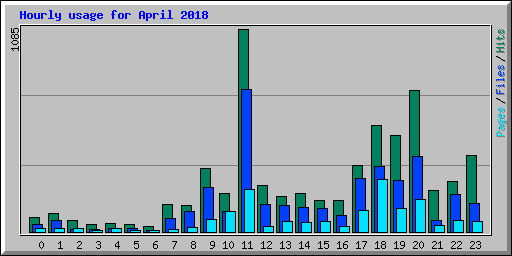 Hourly usage for April 2018
1085
Pages / Files / Hits
0 1 2 3 4 5 6 7 8 9 10 11 12 13 14 15 16 17 18 19 20 21 22 23